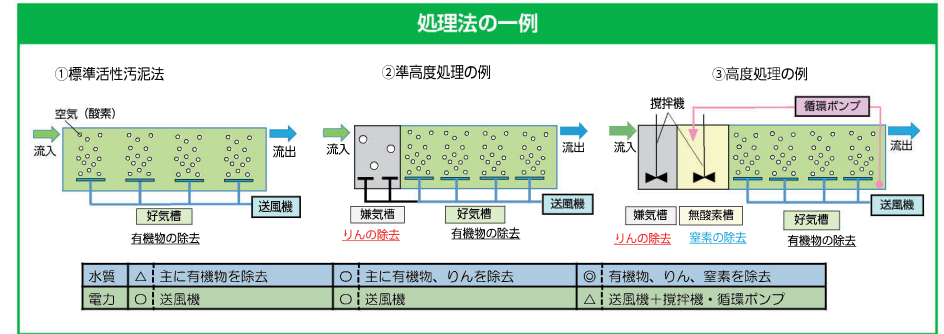 処理法の一例
①標準活性汚泥法
空気（酸素）
流入
流出
送風機
好気槽
有機物の除去
②準高度処理の例
流入
流出
送風機
嫌気槽
好気槽
りんの除去
有機物の除去
③高度処理の例
撹拌機
循環ポンプ
流入
流出
送風機
嫌気槽
無酸素槽
好気槽
りんの除去
窒素の除去
有機物の除去
水質 △ 主に有機物を除去 ○ 主に有機物、りんを除去 ◎ 有機物、りん、窒素を除去
電力 ○ 送風機 ○ 送風機 △ 送風機＋撹拌機・循環ポンプ